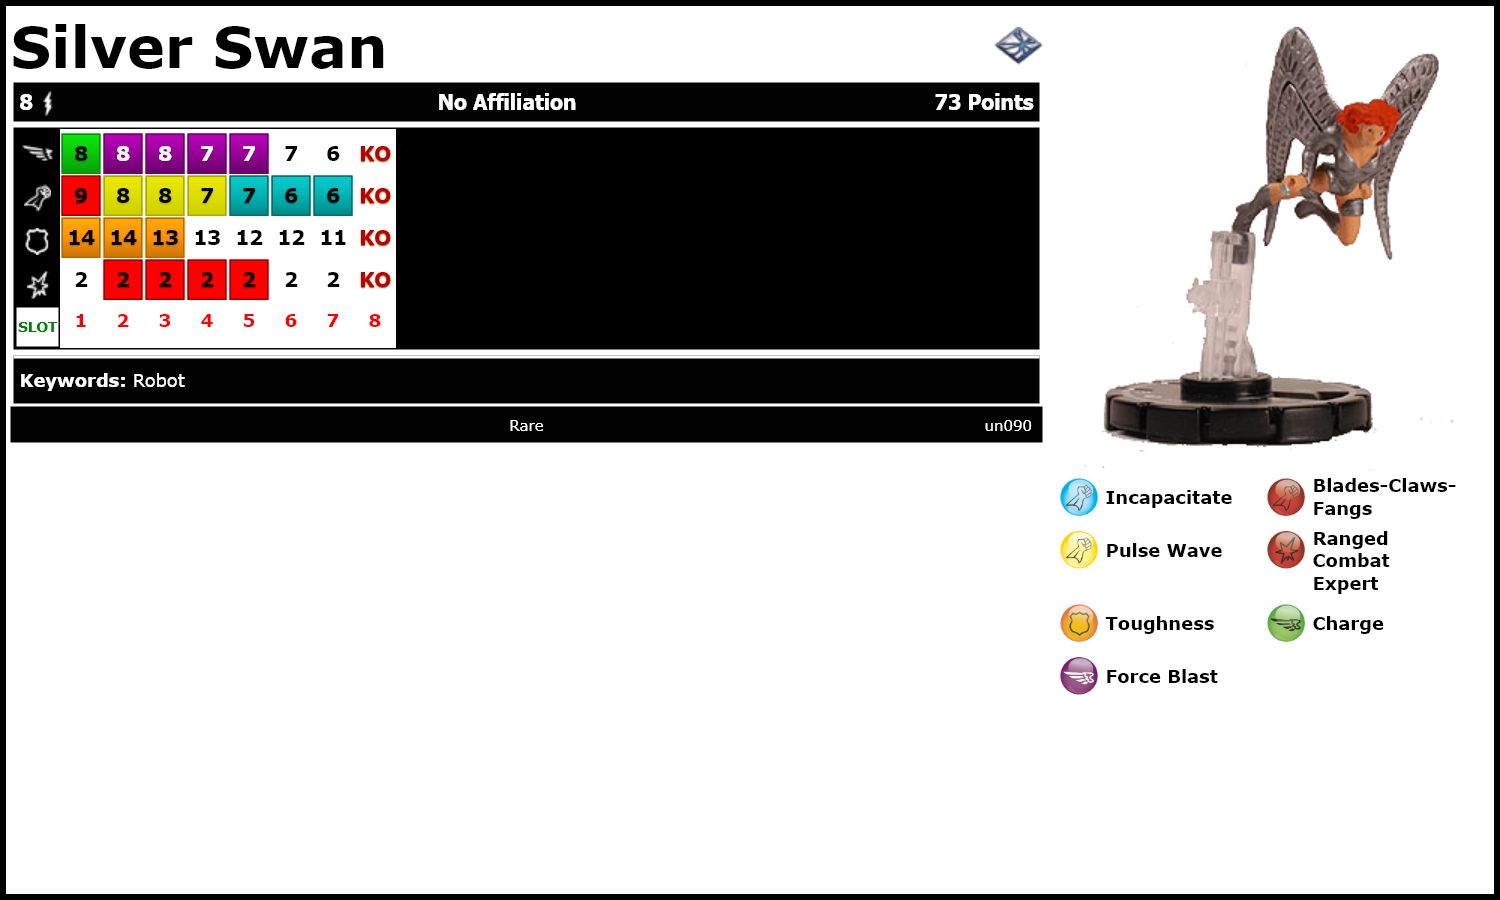 Silver Swan
8 No Affiliation 73 Points
8 8 8 7 7 7 6 KO
9 8 8 7 7 6 6 KO
14 14 13 13 12 12 11 KO
2 2 2 2 2 2 2 KO
SLOT 1 2 3 4 5 6 7 8
Keywords: Robot
Rare un090
Incapacitate
Blades-Claws-
Fangs
Pulse Wave
Ranged
Combat
Expert
Toughness
Charge
Force Blast